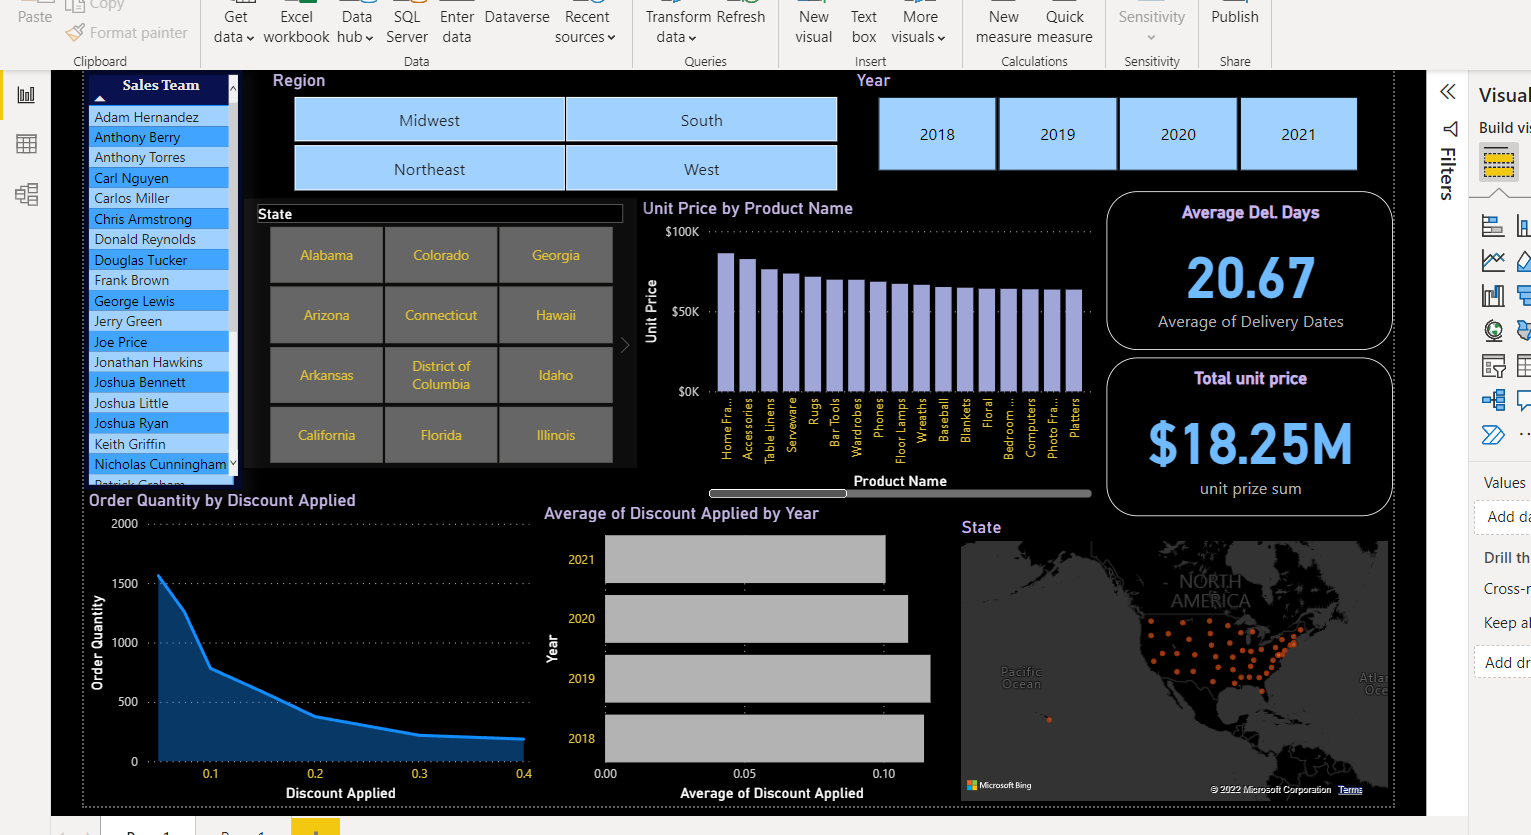 Paste
Copy
Format painter
Clipboard
Get data
Excel workbook
Data hub
SQL Server
Enter data
Dataverse
Recent sources
Data
Transform data
Refresh
Queries
New visual
Text box
More visuals
Insert
New measure
Quick measure
Calculations
Sensitivity
Sensitivity
Publish
Share
Sales Team
Adam Hernandez
Anthony Berry
Anthony Torres
Carl Nguyen
Carlos Miller
Chris Armstrong
Donald Reynolds
Douglas Tucker
Frank Brown
George Lewis
Jerry Green
Joe Price
Jonathan Hawkins
Joshua Bennett
Joshua Little
Joshua Ryan
Keith Griffin
Nicholas Cunningham
Patrick Graham
Region
Midwest
South
Northeast
West
Year
2018
2019
2020
2021
State
Alabama
Colorado
Georgia
Arizona
Connecticut
Hawaii
Arkansas
District of
Columbia
Idaho
California
Florida
Illinois
Unit Price by Product Name
Unit Price
$100K
$50K
$0K
Home Fra...
Accessories
Table Linens
Serveware
Rugs
Bar Tools
Wardrobes
Phones
Floor Lamps
Wreaths
Baseball
Blankets
Floral
Bedroom ...
Computers
Photo Fra...
Platters
Product Name
Average Del. Days
20.67
Average of Delivery Dates
Total unit price
$18.25M
unit prize sum
Order Quantity by Discount Applied
Order Quantity
2000
1500
1000
500
0
0.1
0.2
0.3
0.4
Discount Applied
Average of Discount Applied by Year
Year
2021
2020
2019
2018
0.00
0.05
0.10
Average of Discount Applied
State
NORTH
AMERICA
Pacific
Ocean
Atla
Oce
Microsoft Bing
© 2022 Microsoft Corporation
Terms
Filters
Visual
Build vis
Values
Add da
Drill th
Cross-r
Keep al
Add dr